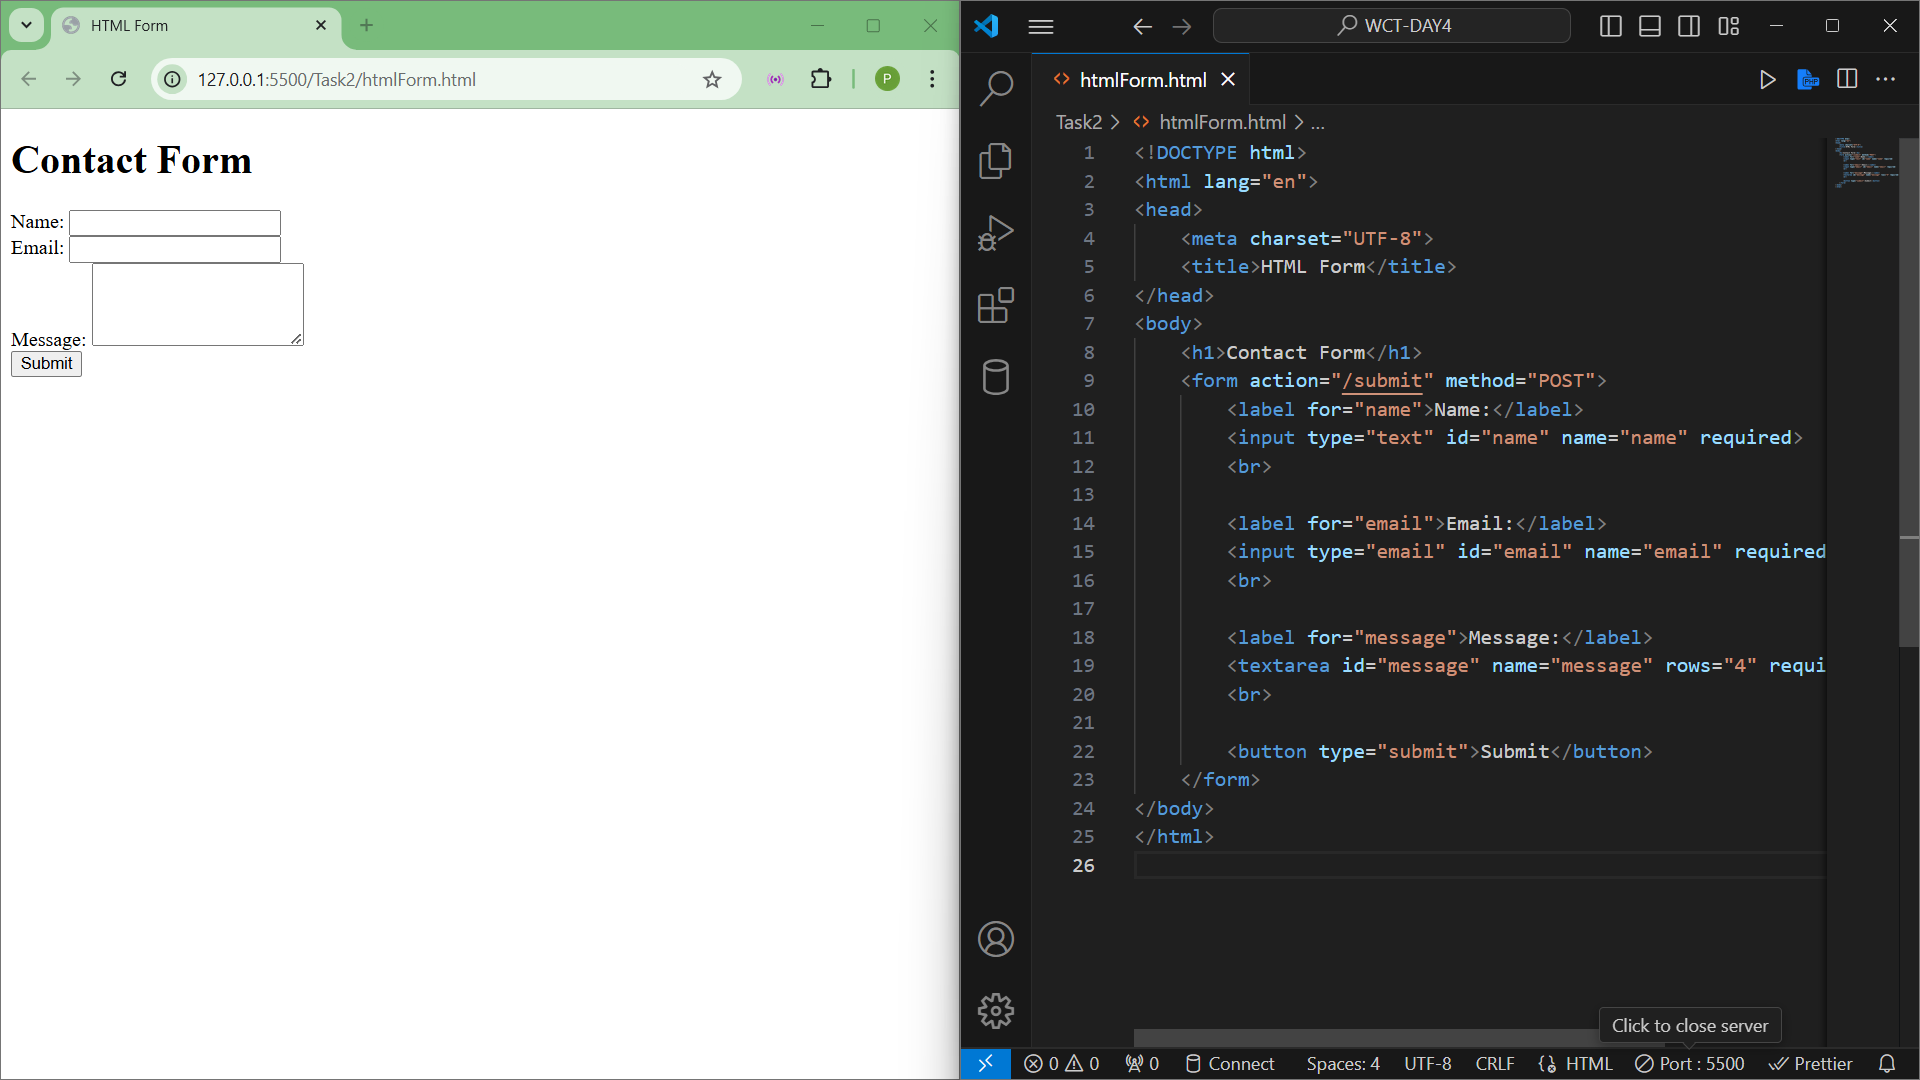 HTML Form
127.0.0.1:5500/Task2/htmlForm.html
P
Contact Form
Name:
Email:
Message:
Submit
WCT-DAY4
htmlForm.html
PHP
Task2 > <> htmlForm.html > ...
1 <!DOCTYPE html>
2 <html lang="en">
3 <head>
4 <meta charset="UTF-8">
5 <title>HTML Form</title>
6 </head>
7 <body>
8 <h1>Contact Form</h1>
9 <form action="/submit" method="POST">
10 <label for="name">Name:</label>
11 <input type="text" id="name" name="name" required>
12 <br>
13
14 <label for="email">Email:</label>
15 <input type="email" id="email" name="email" required
16 <br>
17
18 <label for="message">Message:</label>
19 <textarea id="message" name="message" rows="4" requi
20 <br>
21
22 <button type="submit">Submit</button>
23 </form>
24 </body>
25 </html>
26
Click to close server
0 0 0 Connect Spaces: 4 UTF-8 CRLF HTML Port : 5500 Prettier